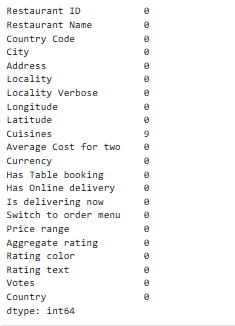 Restaurant ID 0
Restaurant Name 0
Country Code 0
City 0
Address 0
Locality 0
Locality Verbose 0
Longitude 0
Latitude 0
Cuisines 9
Average Cost for two 0
Currency 0
Has Table booking 0
Has Online delivery 0
Is delivering now 0
Switch to order menu 0
Price range 0
Aggregate rating 0
Rating color 0
Rating text 0
Votes 0
Country 0
dtype: int64